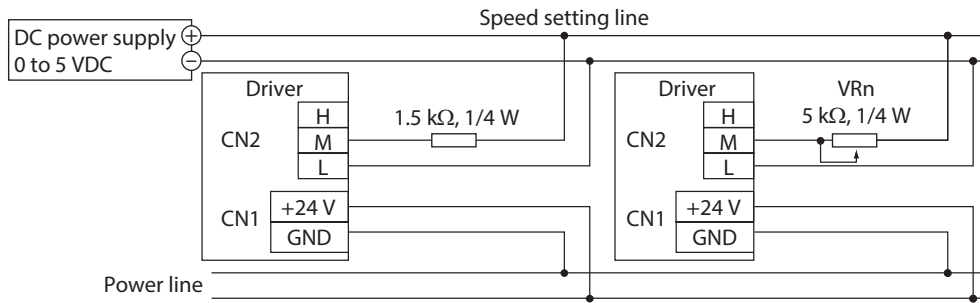 Speed setting line
DC power supply
0 to 5 VDC
+
−
Driver
H
CN2
M
L
1.5 kΩ, 1/4 W
CN1
+24 V
GND
Driver
H
CN2
M
L
VRn
5 kΩ, 1/4 W
CN1
+24 V
GND
Power line